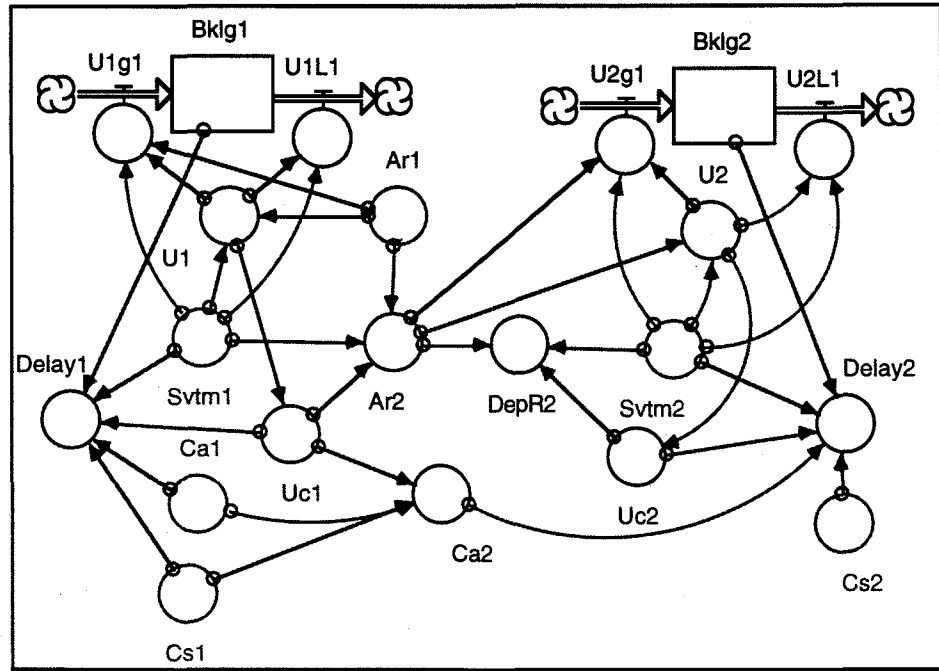 Bklg1
Bklg2
U1g1
U1L1
U2g1
U2L1
Ar1
U2
U1
Delay1
Svtm1
Ar2
DepR2
Svtm2
Delay2
Ca1
Uc1
Uc2
Ca2
Cs2
Cs1